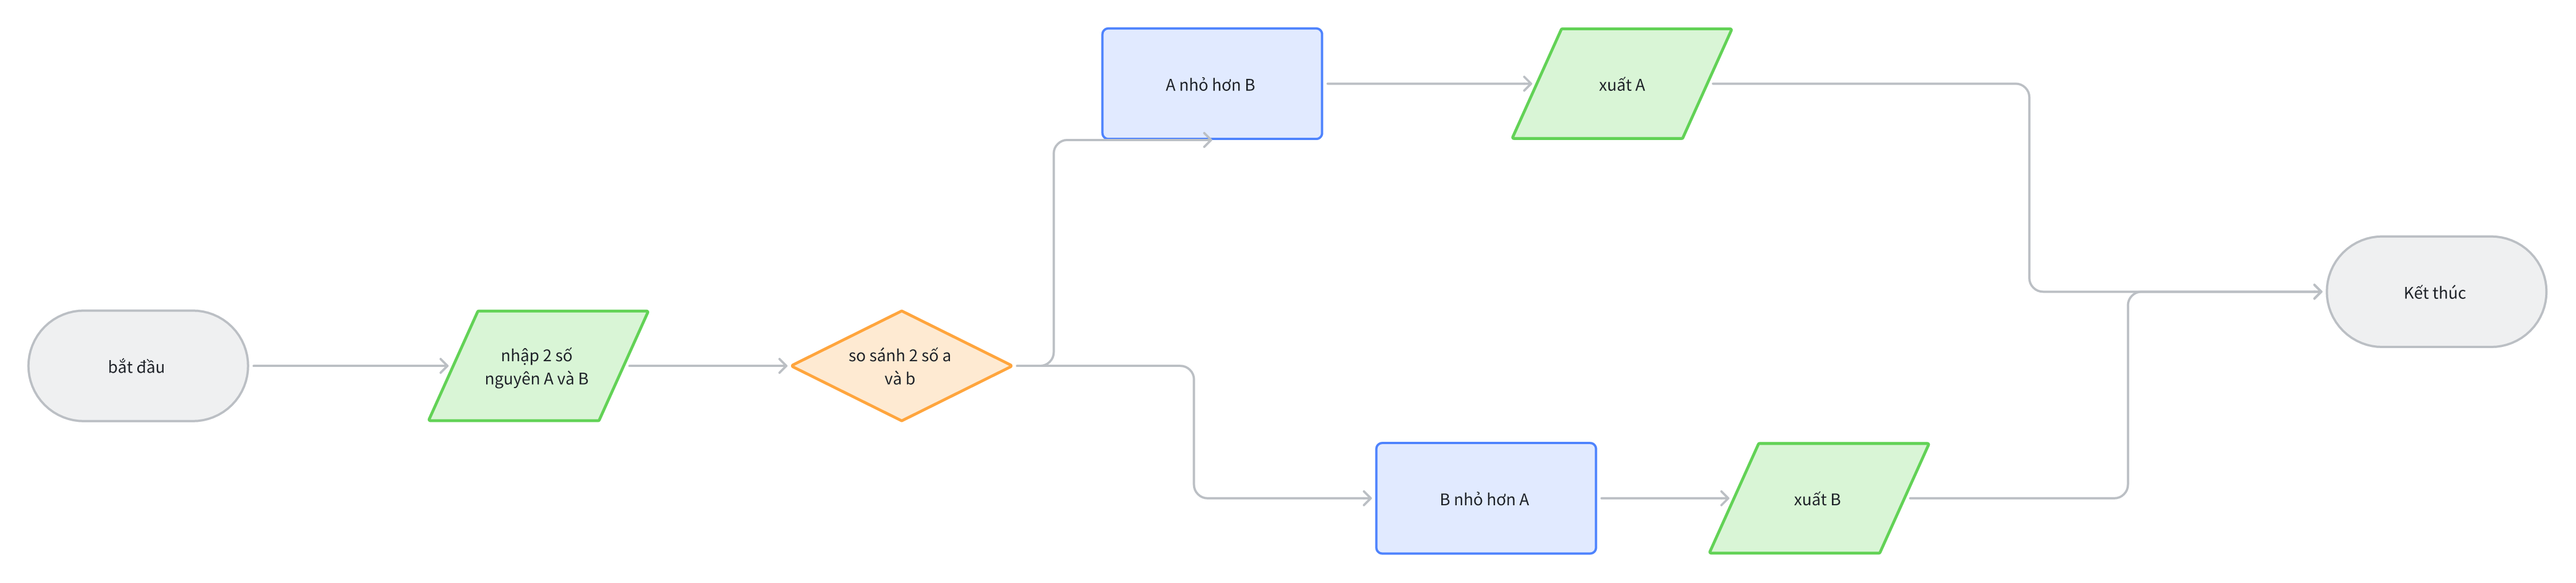 bắt đầu
nhập 2 số
nguyên A và B
so sánh 2 số a
và b
A nhỏ hơn B
xuất A
B nhỏ hơn A
xuất B
Kết thúc